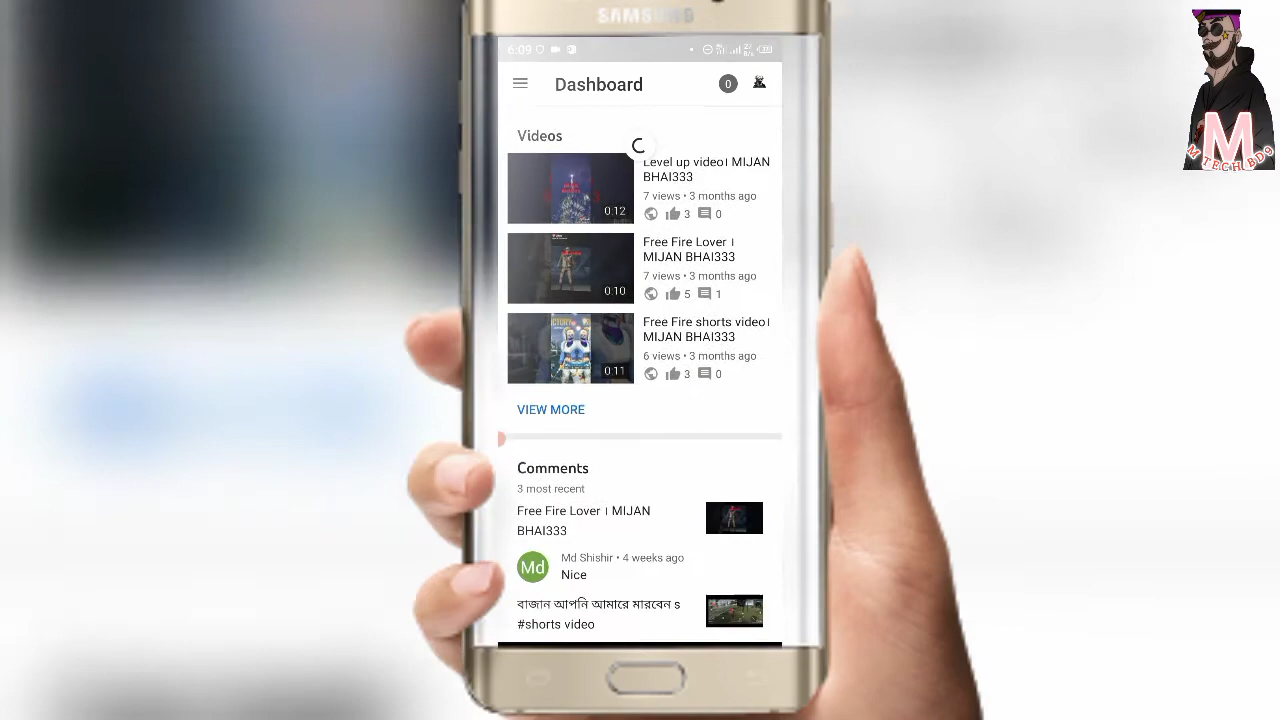 SAMSUNG
6:09
Dashboard
0
Videos
Level up video। MIJAN
BHAI333
7 views • 3 months ago
3
0
0:12
Free Fire Lover ।
MIJAN BHAI333
7 views • 3 months ago
5
1
0:10
Free Fire shorts video।
MIJAN BHAI333
6 views • 3 months ago
3
0
0:11
VIEW MORE
Comments
3 most recent
Free Fire Lover । MIJAN
BHAI333
Md
Md Shishir • 4 weeks ago
Nice
বাজান আপনি আমারে মারবেন s
#shorts video
M
M TECH BD9